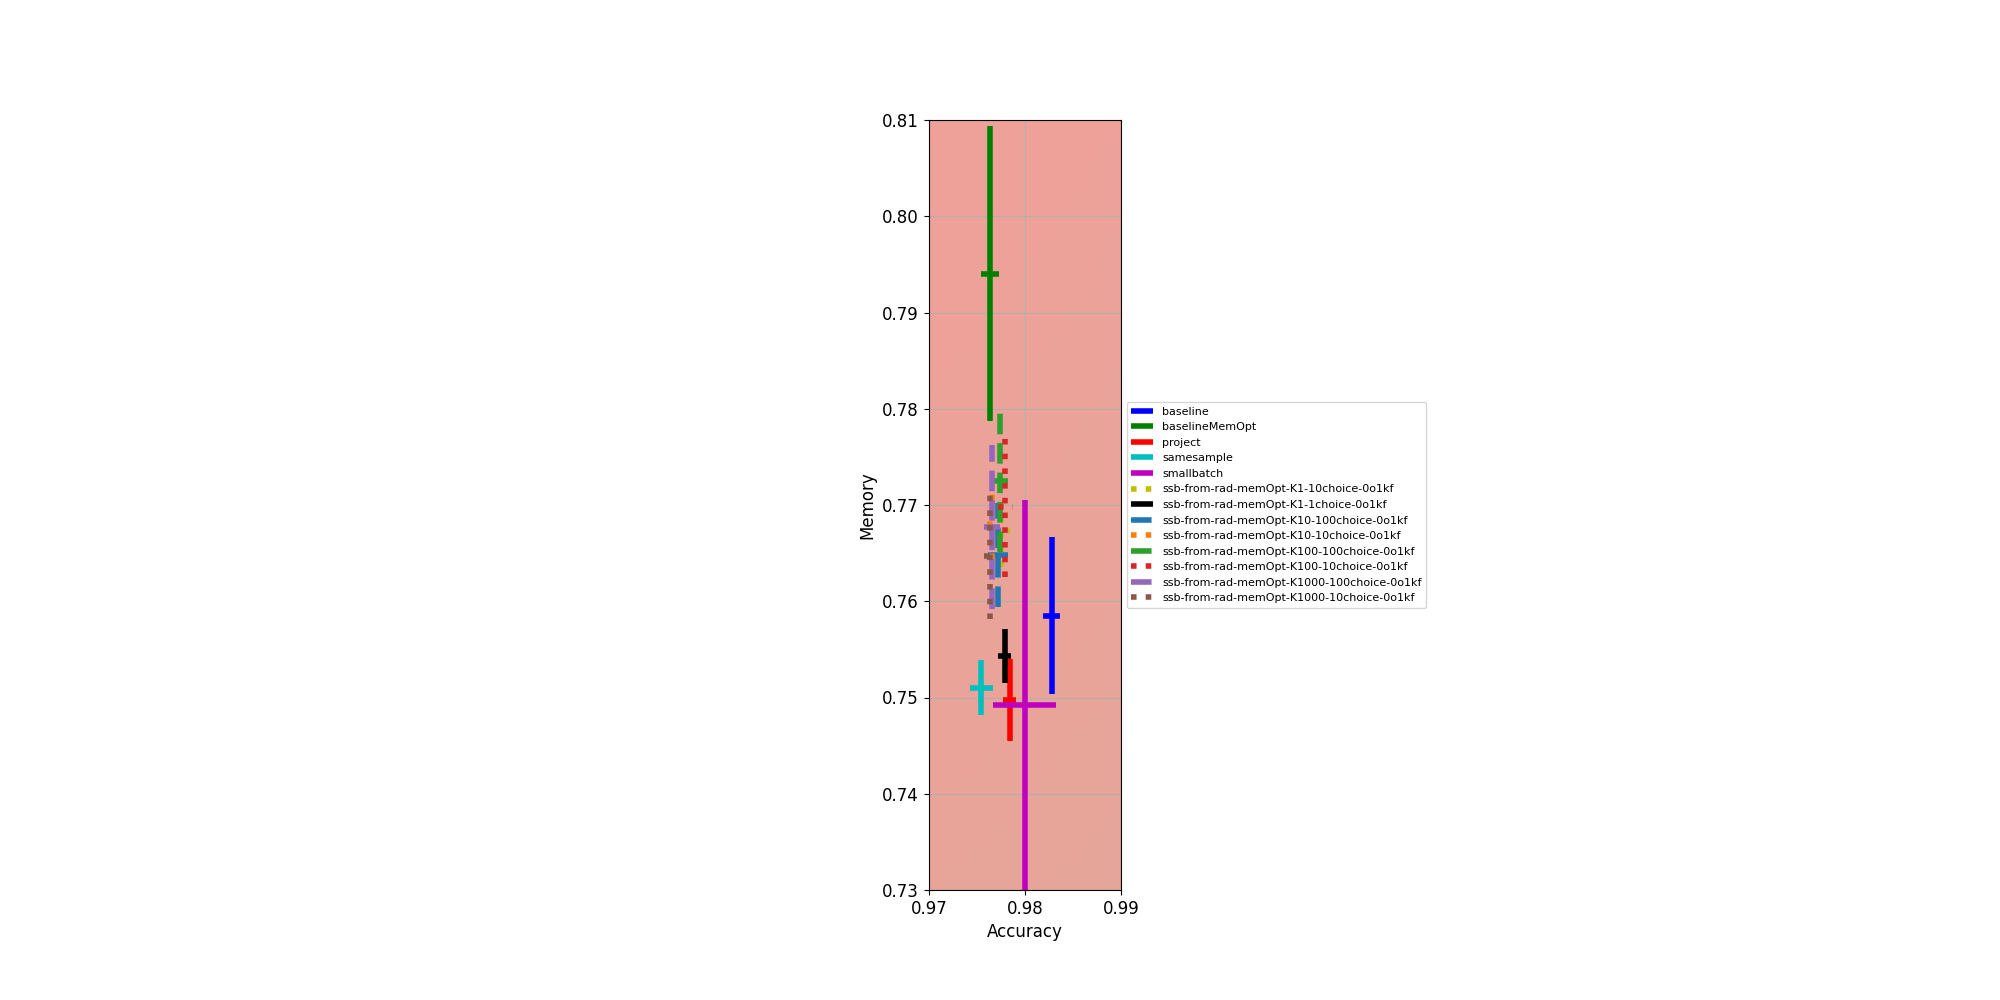 0.81
0.80
0.79
0.78
0.77
0.76
0.75
0.74
0.73
Memory
0.97 0.98 0.99
Accuracy
baseline
baselineMemOpt
project
samesample
smallbatch
ssb-from-rad-memOpt-K1-10choice-0o1kf
ssb-from-rad-memOpt-K1-1choice-0o1kf
ssb-from-rad-memOpt-K10-100choice-0o1kf
ssb-from-rad-memOpt-K10-10choice-0o1kf
ssb-from-rad-memOpt-K100-100choice-0o1kf
ssb-from-rad-memOpt-K100-10choice-0o1kf
ssb-from-rad-memOpt-K1000-100choice-0o1kf
ssb-from-rad-memOpt-K1000-10choice-0o1kf